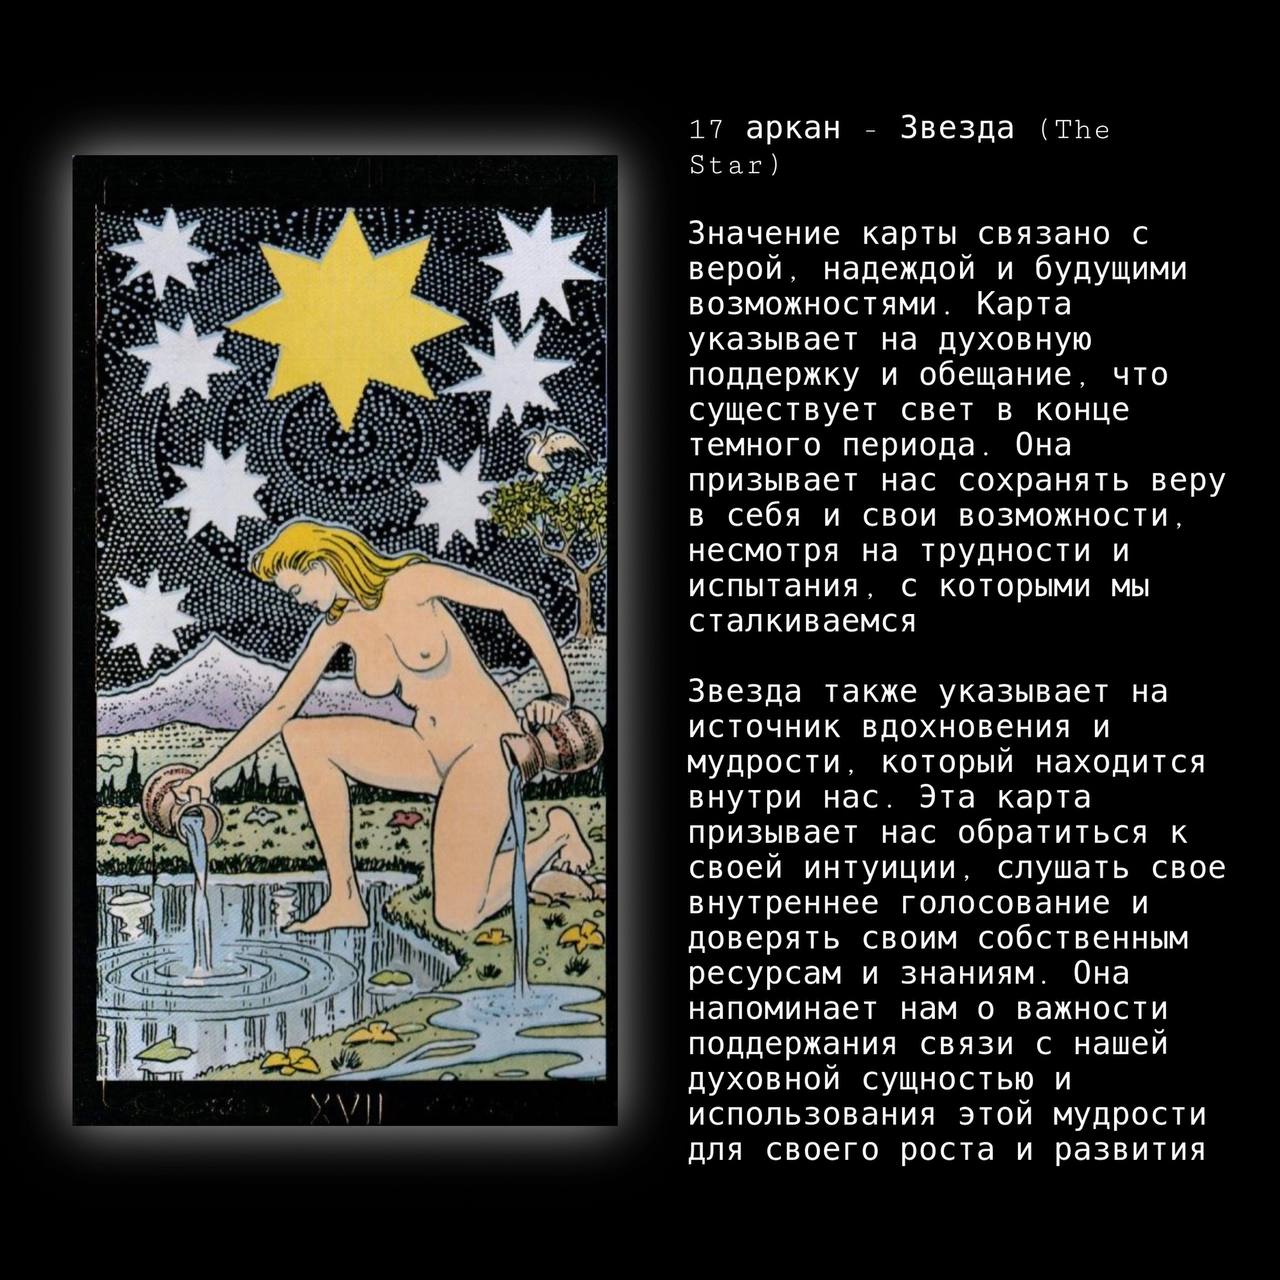 17 аркан - Звезда (The
Star)
Значение карты связано с
верой, надеждой и будущими
возможностями. Карта
указывает на духовную
поддержку и обещание, что
существует свет в конце
темного периода. Она
призывает нас сохранять веру
в себя и свои возможности,
несмотря на трудности и
испытания, с которыми мы
сталкиваемся
Звезда также указывает на
источник вдохновения и
мудрости, который находится
внутри нас. Эта карта
призывает нас обратиться к
своей интуиции, слушать свое
внутреннее голосование и
доверять своим собственным
ресурсам и знаниям. Она
напоминает нам о важности
поддержания связи с нашей
духовной сущностью и
использования этой мудрости
для своего роста и развития
XVII